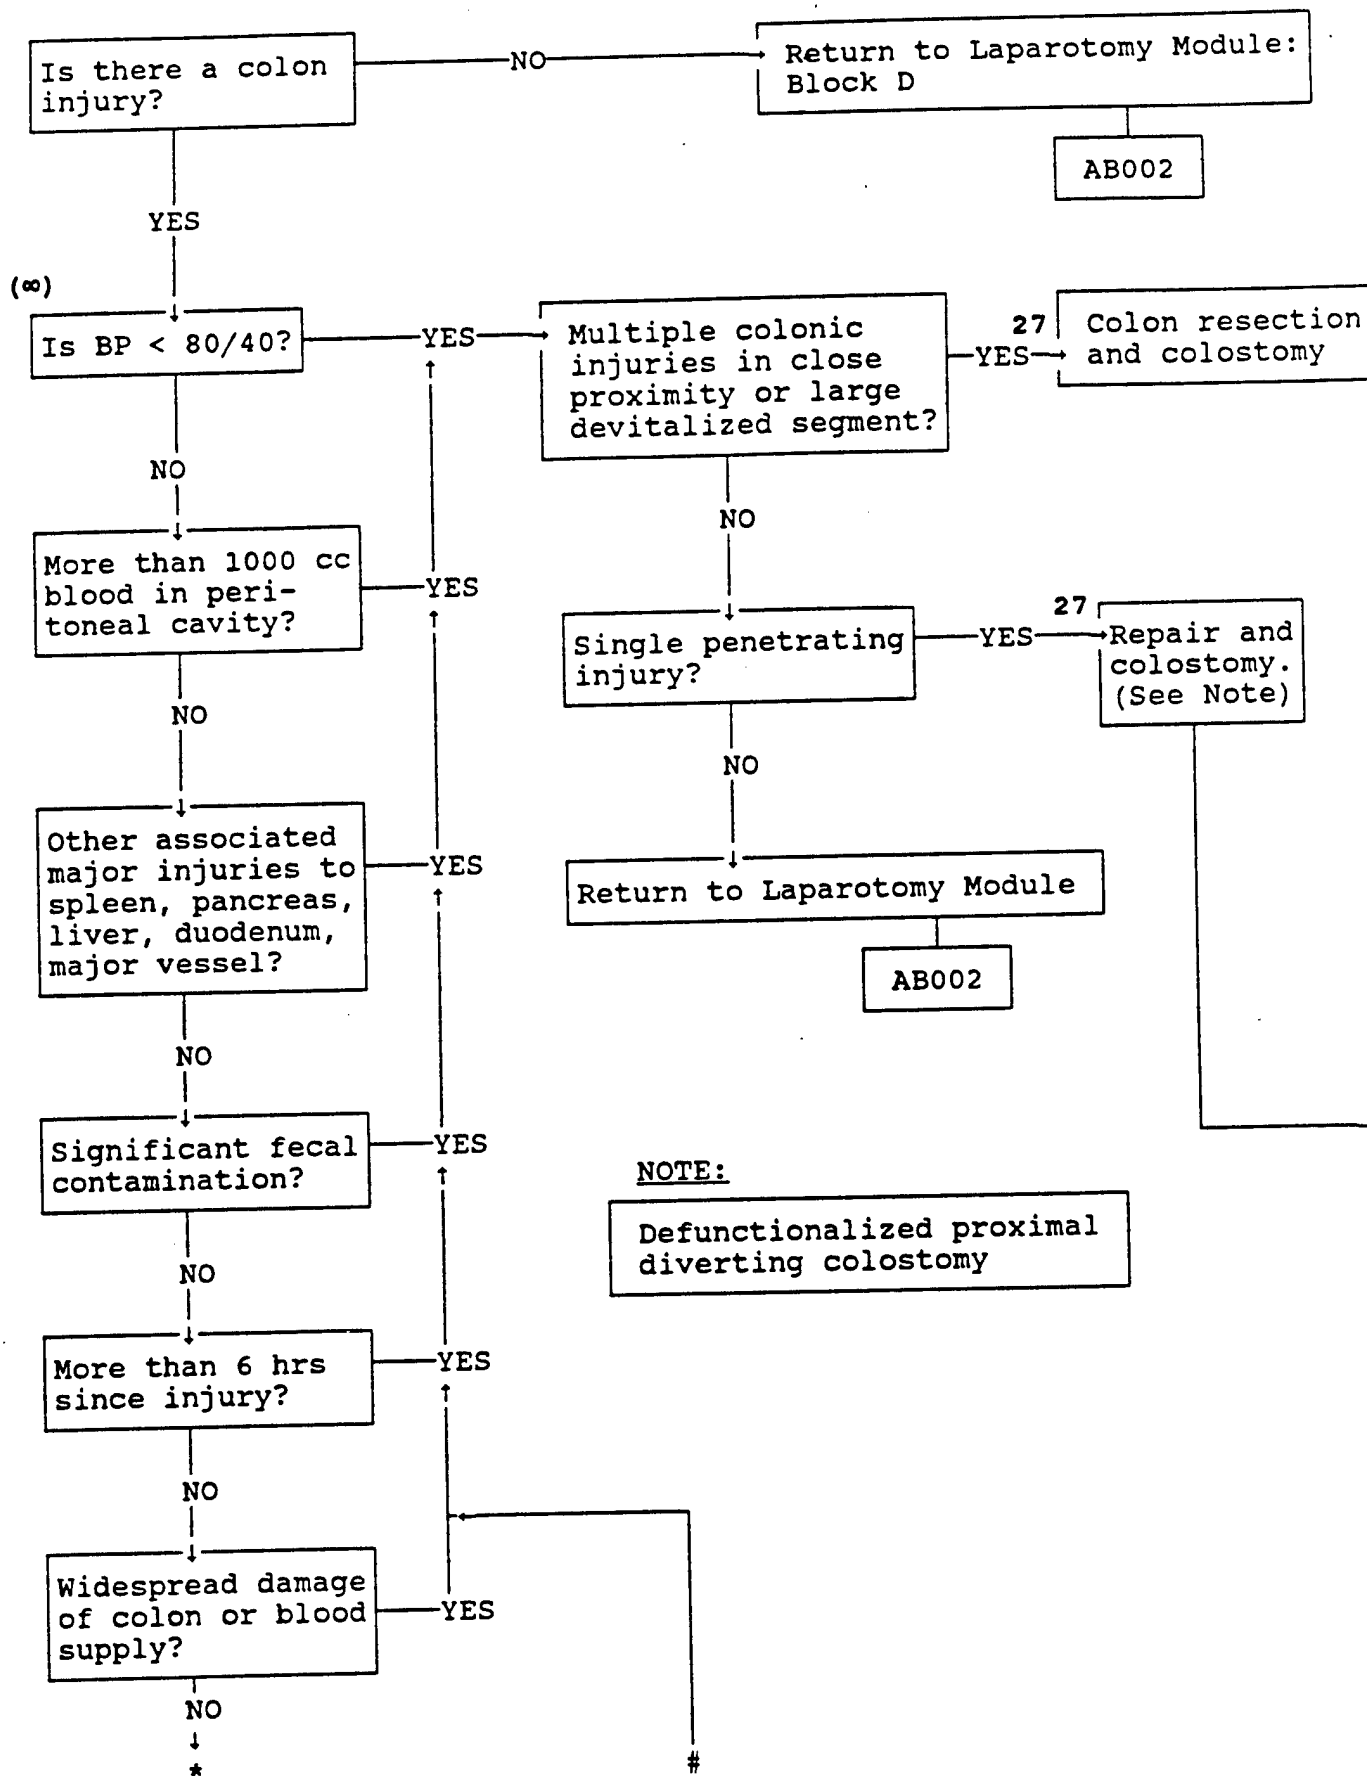 Is there a colon
injury?
NO
Return to Laparotomy Module:
Block D
AB002
YES
(∞)
Is BP < 80/40?
YES
Multiple colonic
injuries in close
proximity or large
devitalized segment?
YES
27
Colon resection
and colostomy
NO
NO
More than 1000 cc
blood in peri-
toneal cavity?
YES
Single penetrating
injury?
YES
27
Repair and
colostomy.
(See Note)
NO
NO
Other associated
major injuries to
spleen, pancreas,
liver, duodenum,
major vessel?
YES
Return to Laparotomy Module
AB002
NO
Significant fecal
contamination?
YES
NOTE:
Defunctionalized proximal
diverting colostomy
NO
More than 6 hrs
since injury?
YES
NO
Widespread damage
of colon or blood
supply?
YES
NO
*
#